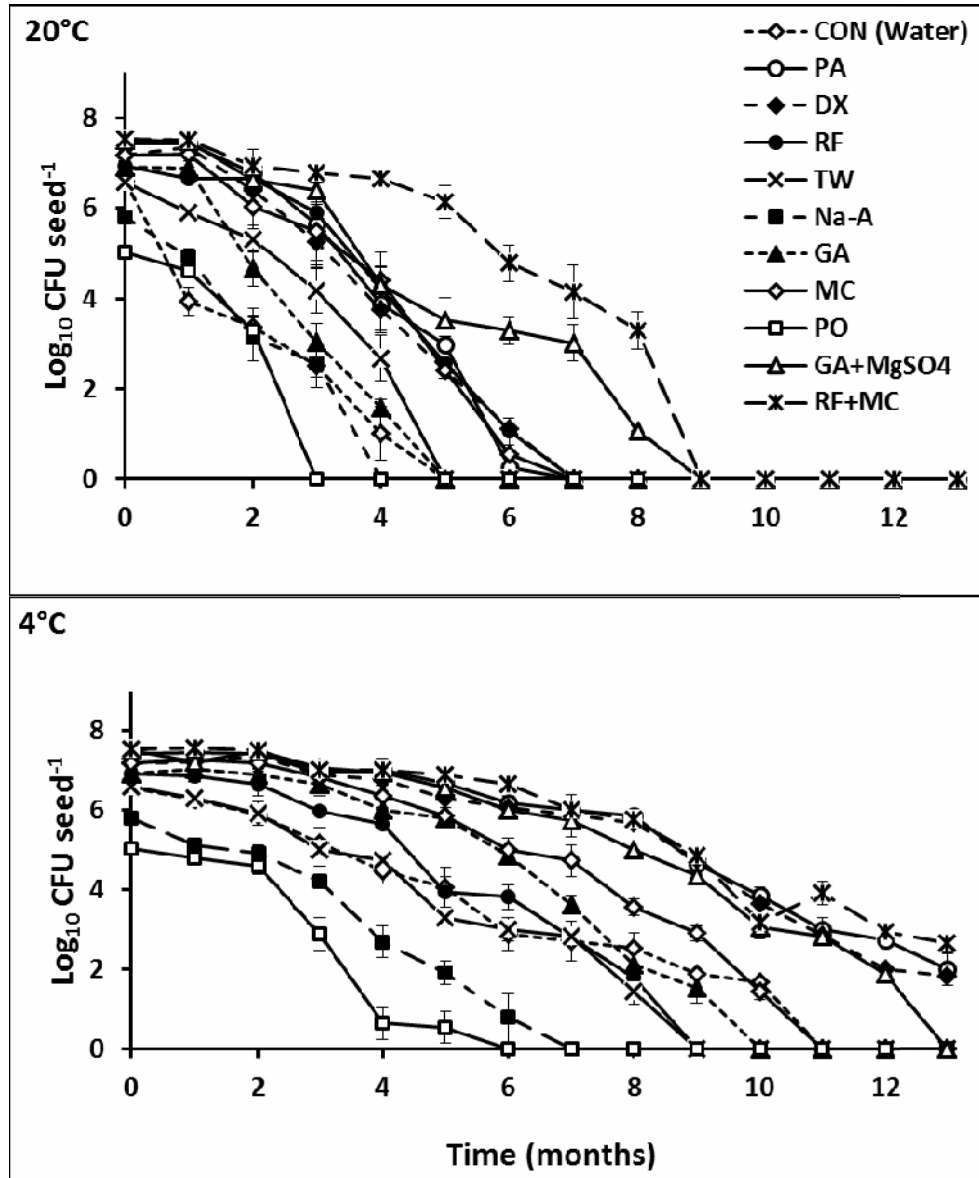 20°C
CON (Water)
PA
DX
RF
TW
Na-A
GA
MC
PO
GA+MgSO4
RF+MC
Log₁₀ CFU seed⁻¹
8
6
4
2
0
0 2 4 6 8 10 12
4°C
Log₁₀ CFU seed⁻¹
8
6
4
2
0
0 2 4 6 8 10 12
Time (months)